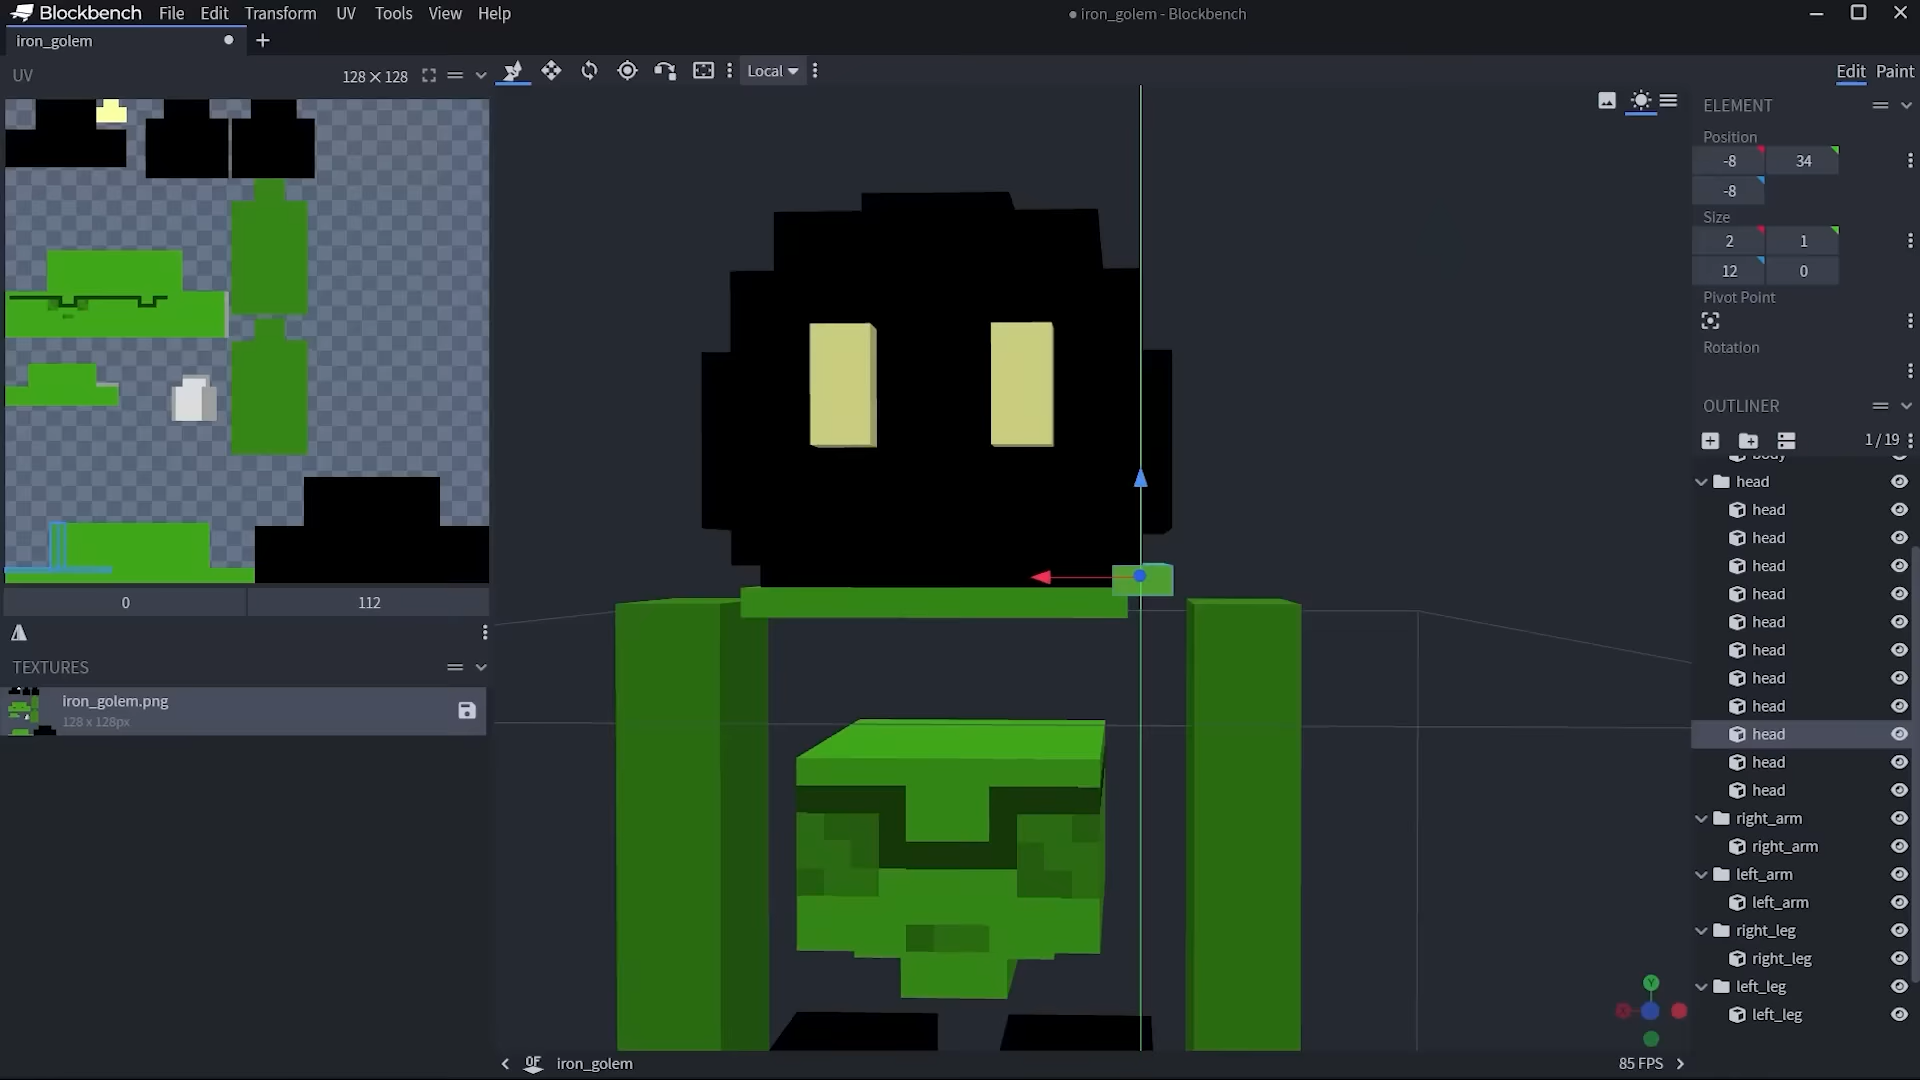 Blockbench File Edit Transform UV Tools View Help
iron_golem - Blockbench
iron_golem
UV
128 × 128
Local
Edit Paint
ELEMENT
Position
-8 34
-8
Size
2 1
12 0
Pivot Point
Rotation
OUTLINER
1 / 19
body
head
head
head
head
head
head
head
head
head
head
head
head
right_arm
right_arm
left_arm
left_arm
right_leg
right_leg
left_leg
left_leg
0 112
TEXTURES
iron_golem.png
128 x 128px
Y
X
OF iron_golem
85 FPS